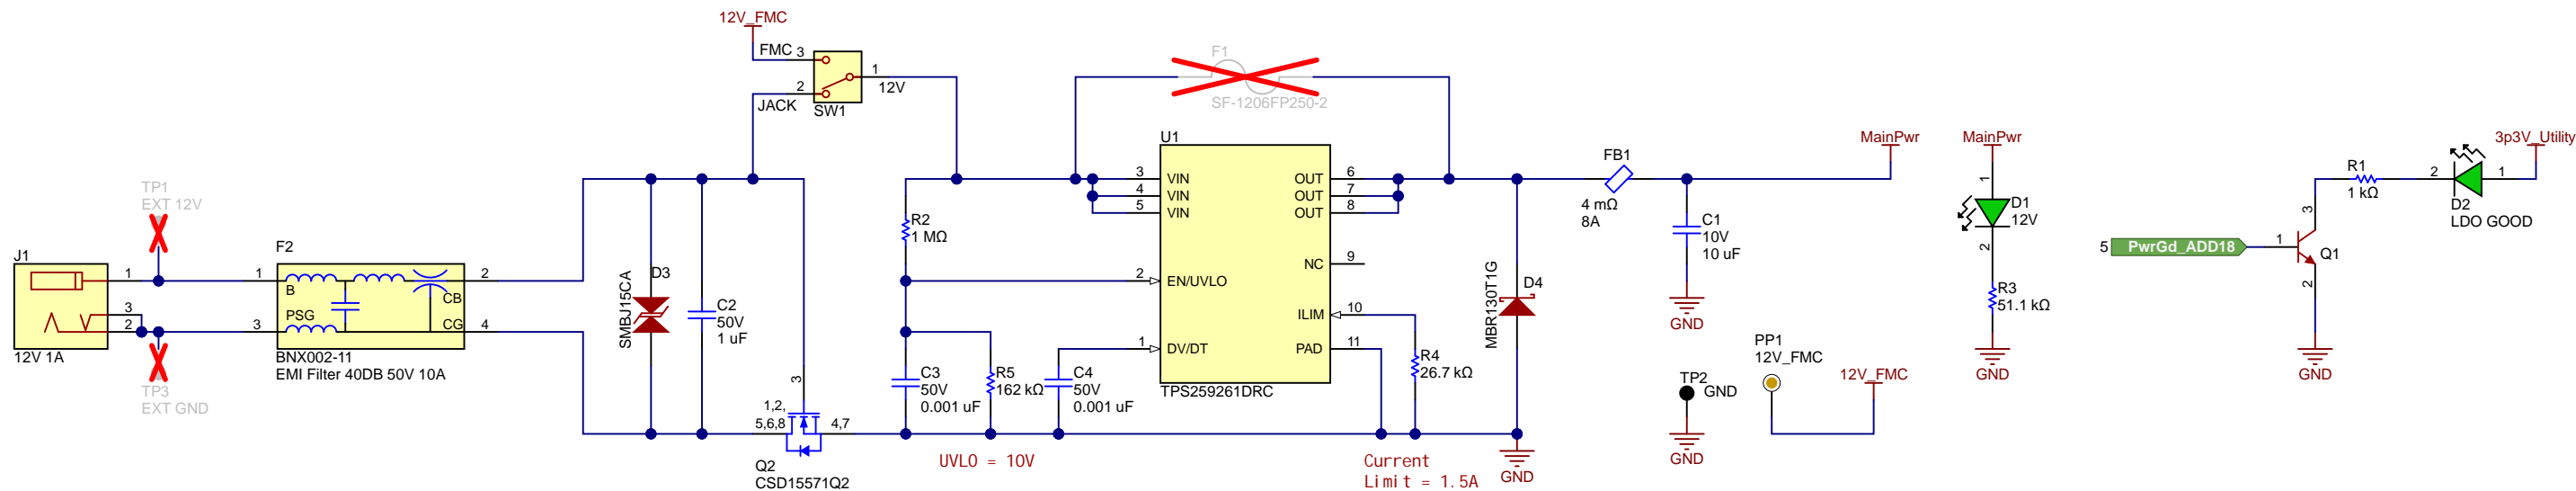 12V_FMC
FMC 3
2
JACK
1
12V
SW1
F1
SF-1206FP250-2
TP1
EXT 12V
J1
1
3
2
12V 1A
TP3
EXT GND
F2
1
B
PSG
3
CB
CG
2
4
BNX002-11
EMI Filter 40DB 50V 10A
D3
SMBJ15CA
C2
50V
1 uF
3
1,2,
5,6,8
4,7
Q2
CSD15571Q2
R2
1 MΩ
C3
50V
0.001 uF
R5
162 kΩ
C4
50V
0.001 uF
UVLO = 10V
U1
3 VIN
4 VIN
5 VIN
2 EN/UVLO
1 DV/DT
OUT 6
OUT 7
OUT 8
NC 9
ILIM 10
PAD 11
TPS259261DRC
R4
26.7 kΩ
Current
Limit = 1.5A
MBR130T1G
D4
GND
FB1
4 mΩ
8A
C1
10V
10 uF
GND
MainPwr
TP2
GND
GND
PP1
12V_FMC
12V_FMC
MainPwr
1
D1
12V
2
R3
51.1 kΩ
GND
5
PwrGd_ADD18
1
3
Q1
2
GND
R1
1 kΩ
2
1
D2
LDO GOOD
3p3V_Utility